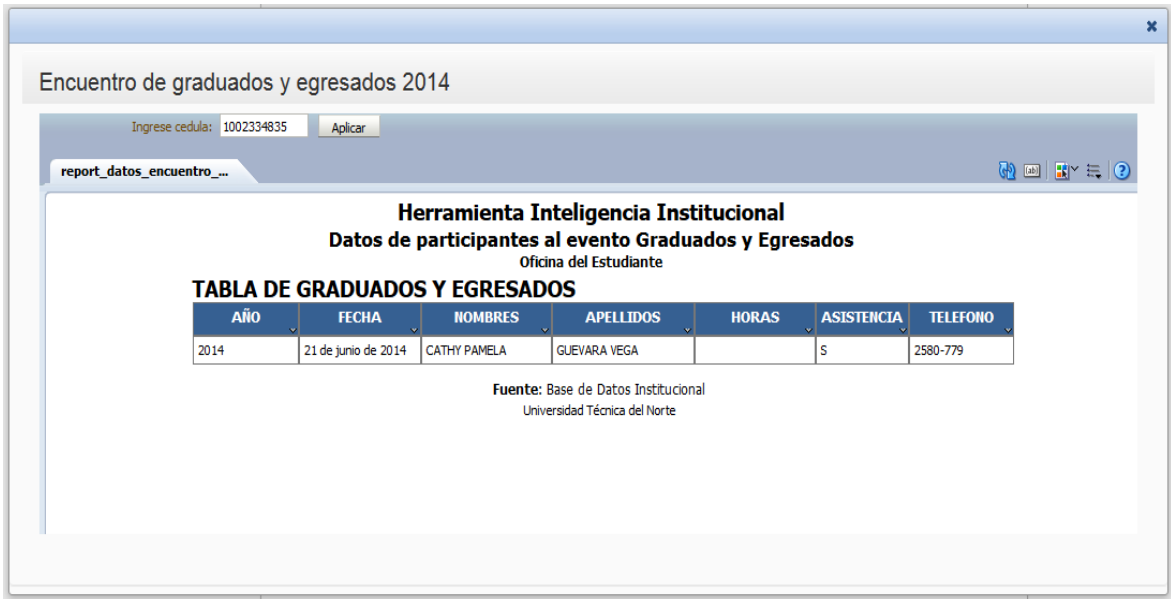 Encuentro de graduados y egresados 2014
Ingrese cedula: 1002334835 Aplicar
report_datos_encuentro_...
Herramienta Inteligencia Institucional
Datos de participantes al evento Graduados y Egresados
Oficina del Estudiante
TABLA DE GRADUADOS Y EGRESADOS
AÑO FECHA NOMBRES APELLIDOS HORAS ASISTENCIA TELEFONO
2014 21 de junio de 2014 CATHY PAMELA GUEVARA VEGA S 2580-779
Fuente: Base de Datos Institucional
Universidad Técnica del Norte